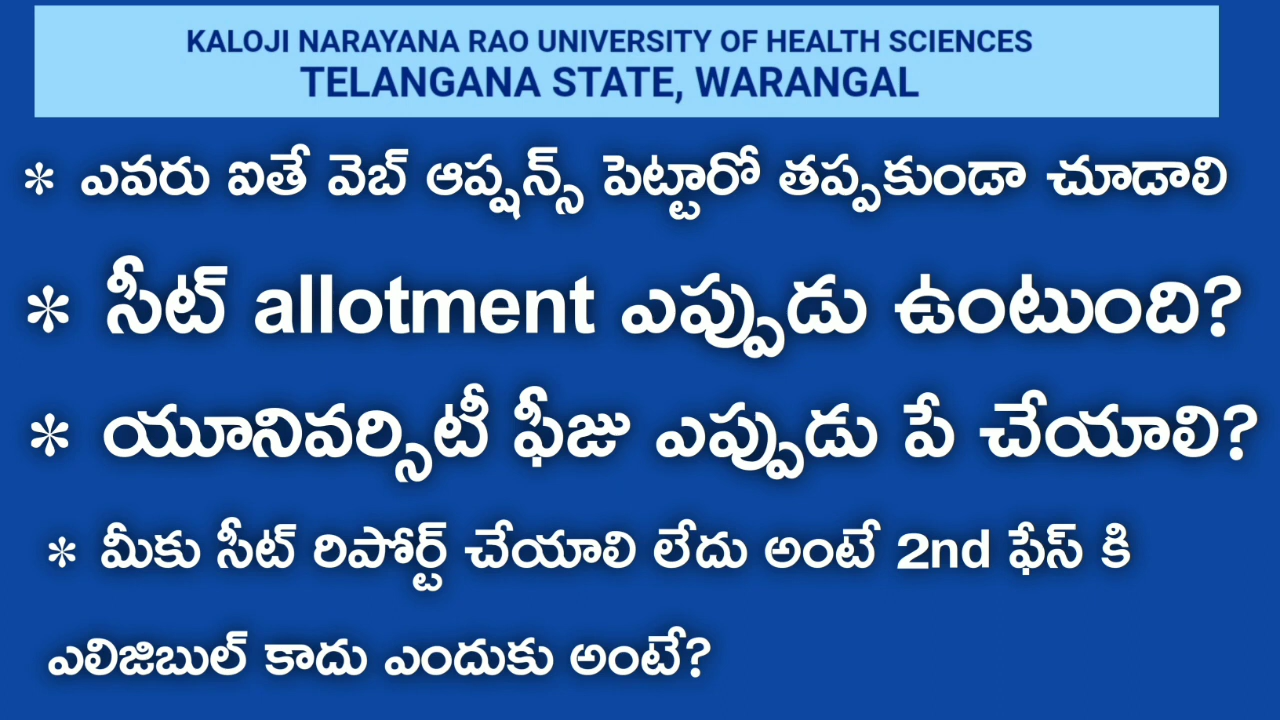 KALOJI NARAYANA RAO UNIVERSITY OF HEALTH SCIENCES
TELANGANA STATE, WARANGAL
* ఎవరు ఐతే వెబ్ ఆప్షన్స్ పెట్టారో తప్పకుండా చూడాలి
* సీట్ allotment ఎప్పుడు ఉంటుంది?
* యూనివర్సిటీ ఫీజు ఎప్పుడు పే చేయాలి?
* మీకు సీట్ రిపోర్ట్ చేయాలి లేదు అంటే 2nd ఫేస్ కి
ఎలిజిబుల్ కాదు ఎందుకు అంటే?